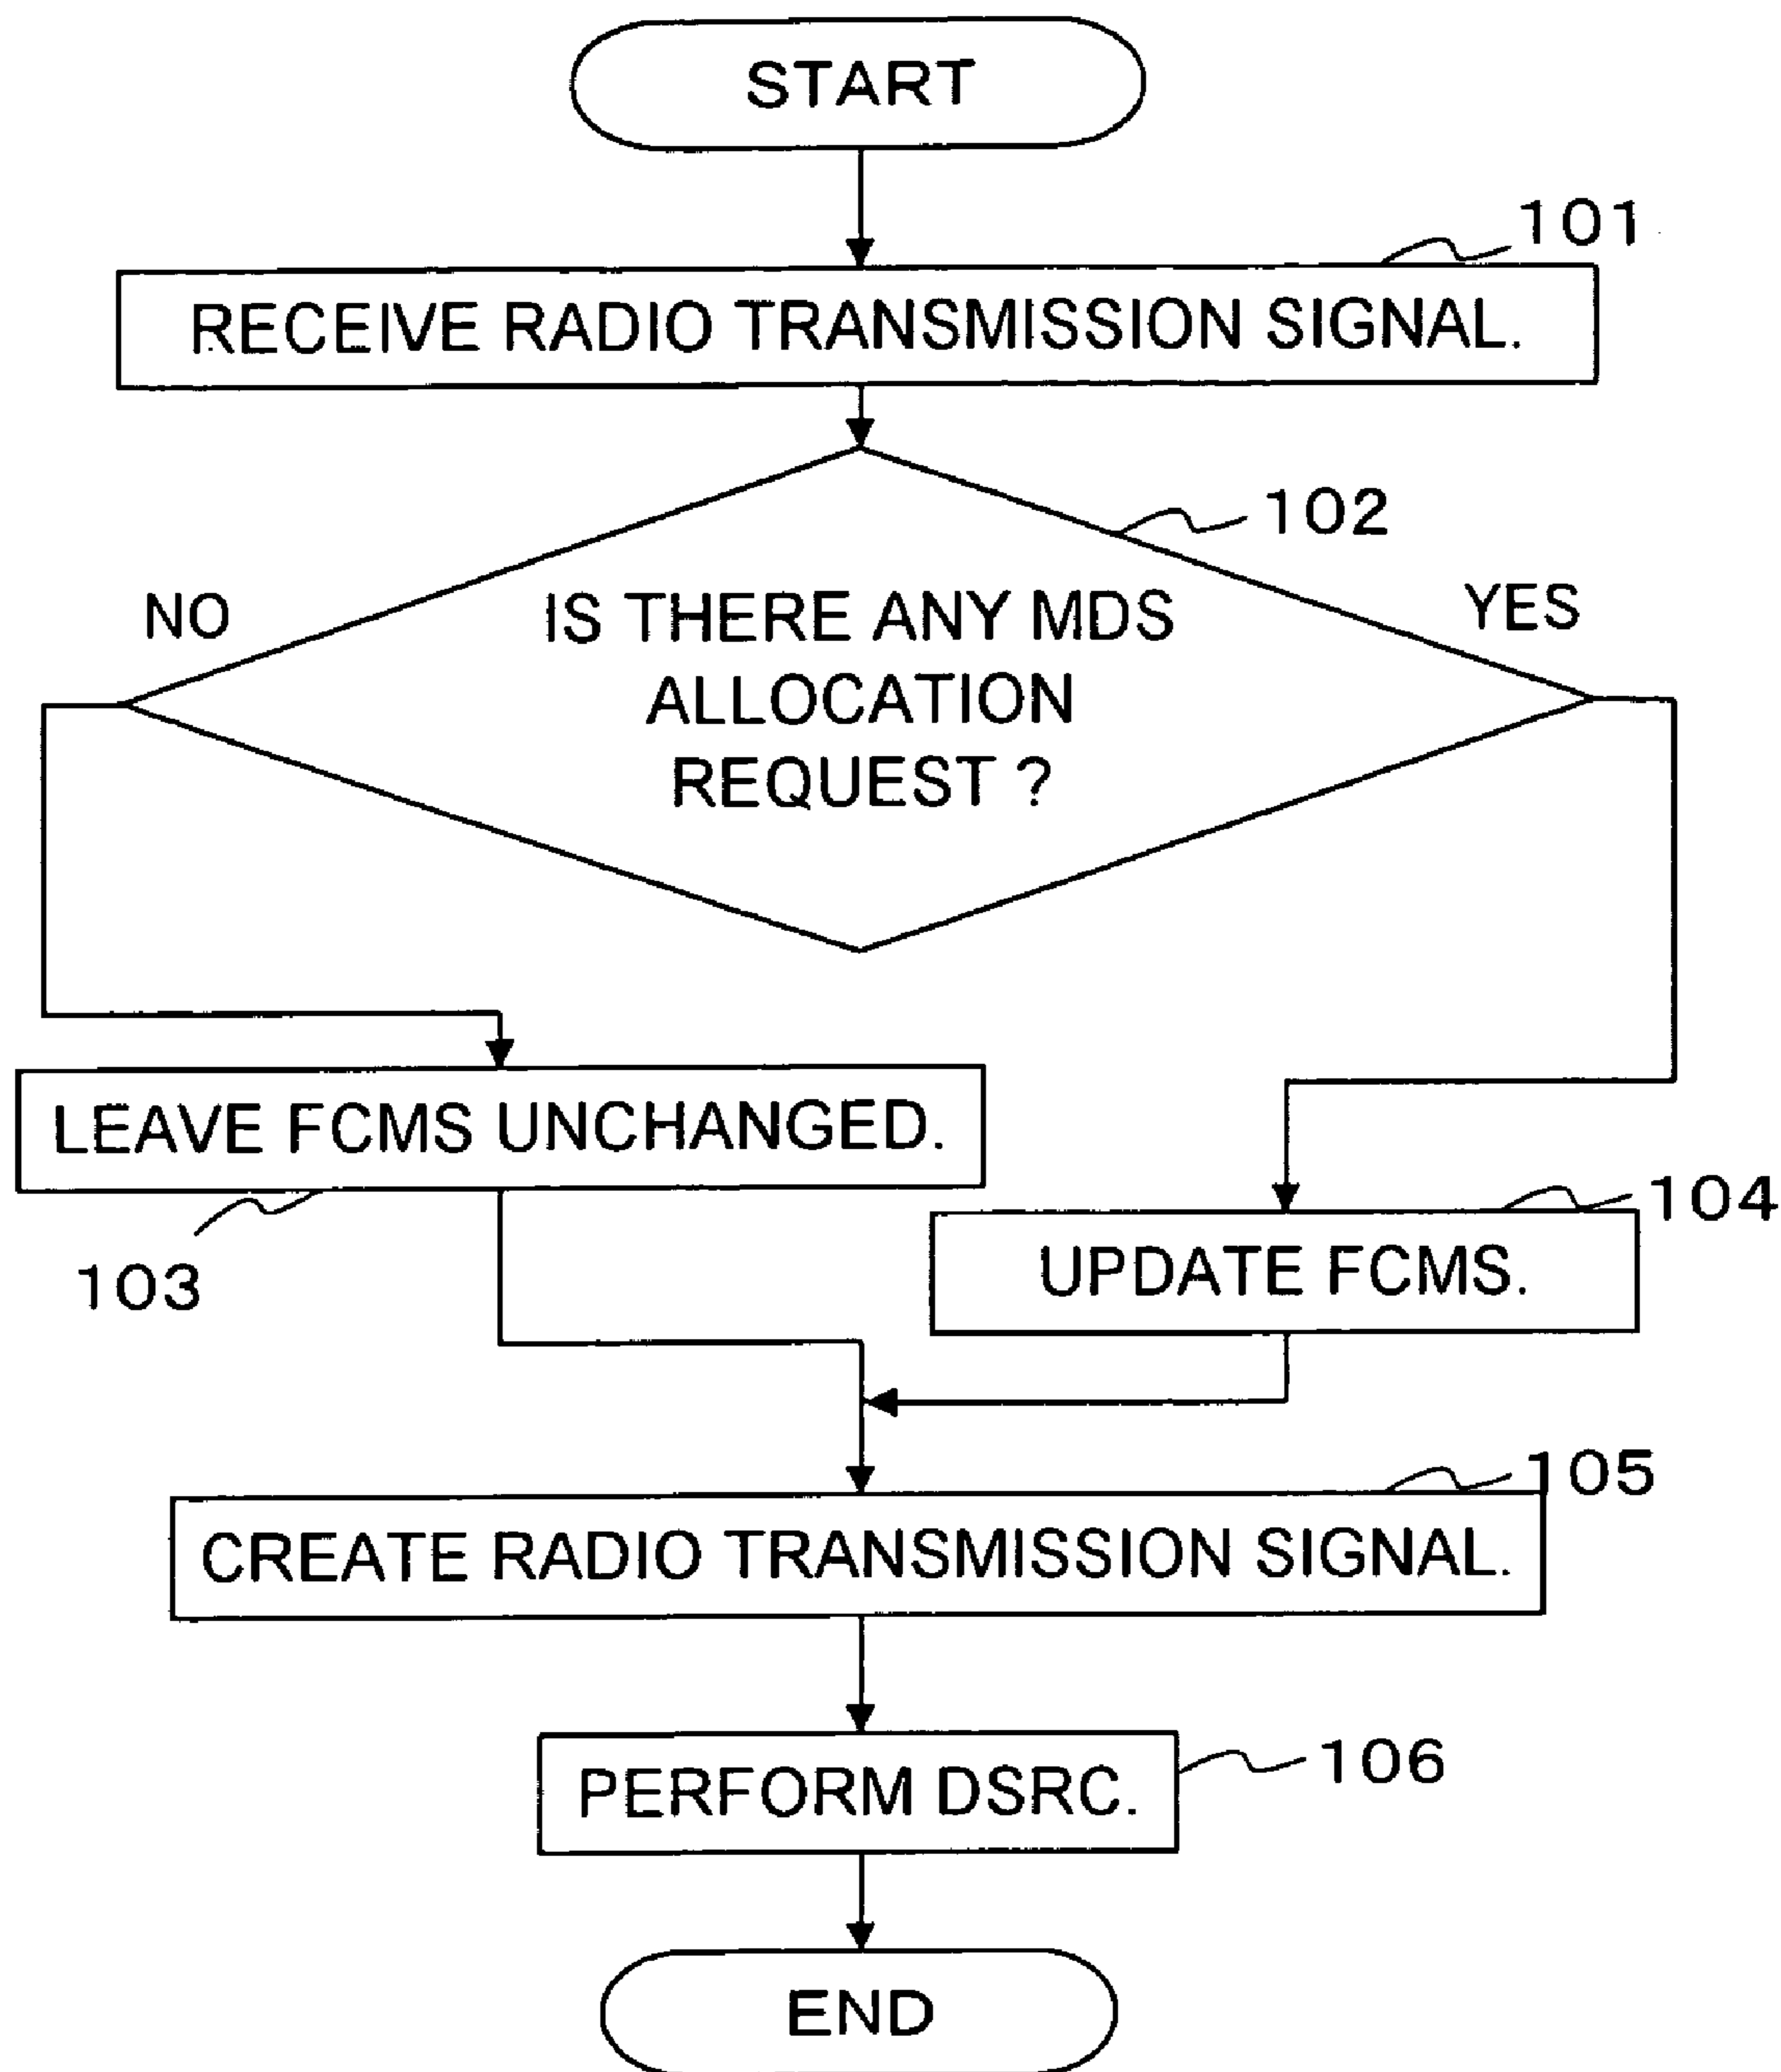 START
101
RECEIVE RADIO TRANSMISSION SIGNAL.
102
NO
YES
IS THERE ANY MDS
ALLOCATION
REQUEST ?
LEAVE FCMS UNCHANGED.
103
104
UPDATE FCMS.
105
CREATE RADIO TRANSMISSION SIGNAL.
106
PERFORM DSRC.
END